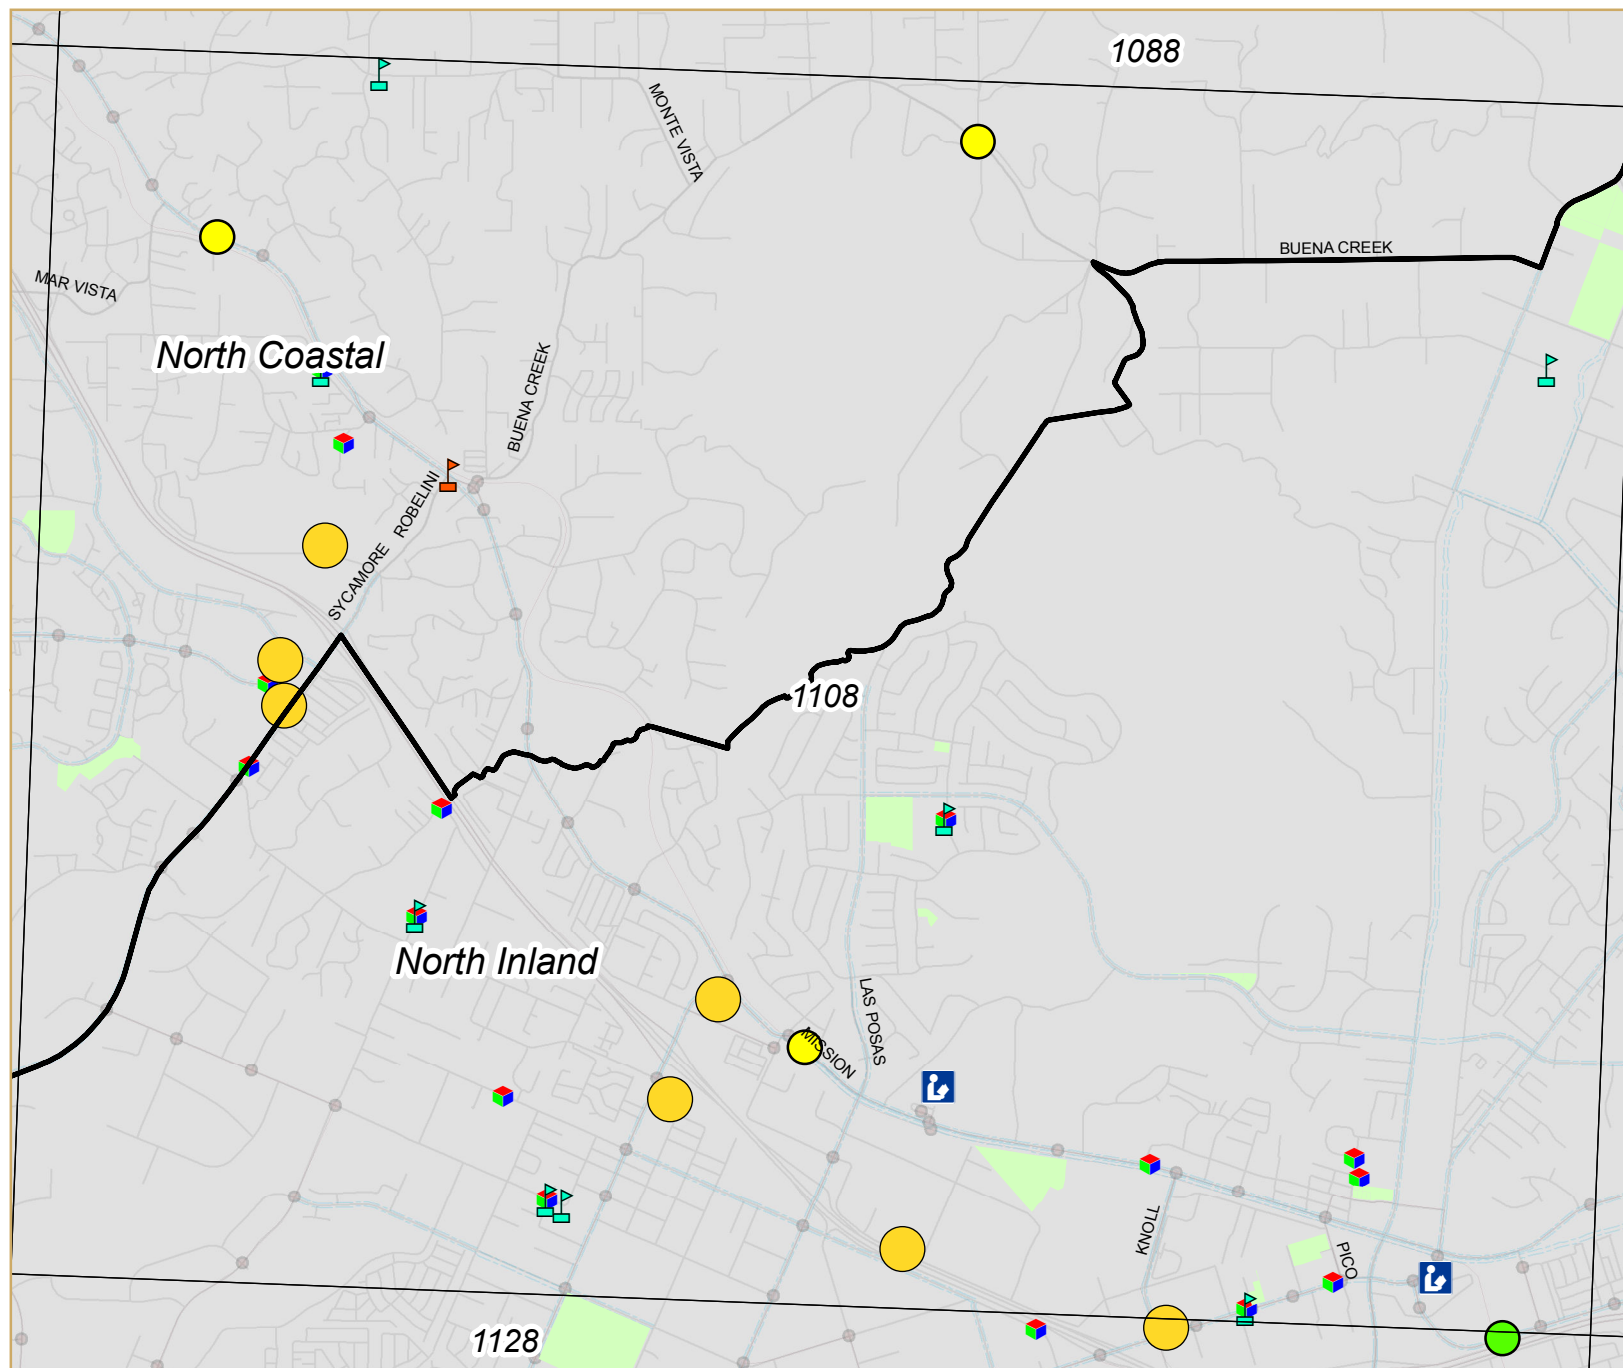 1088
MONTE VISTA
BUENA CREEK
MAR VISTA
North Coastal
BUENA CREEK
ROBELINI
SYCAMORE
1108
North Inland
LAS POSAS
MISSION
KNOLL
PICO
1128